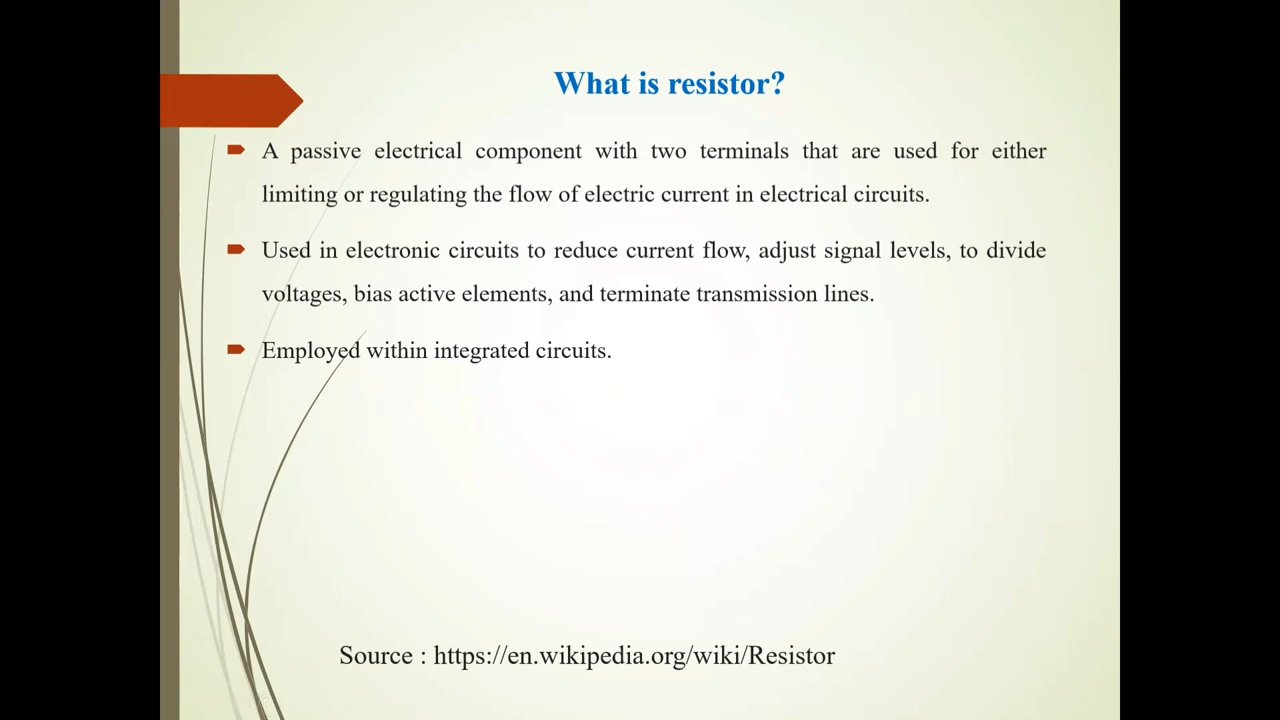 What is resistor?
A passive electrical component with two terminals that are used for either
limiting or regulating the flow of electric current in electrical circuits.
Used in electronic circuits to reduce current flow, adjust signal levels, to divide
voltages, bias active elements, and terminate transmission lines.
Employed within integrated circuits.
Source : https://en.wikipedia.org/wiki/Resistor